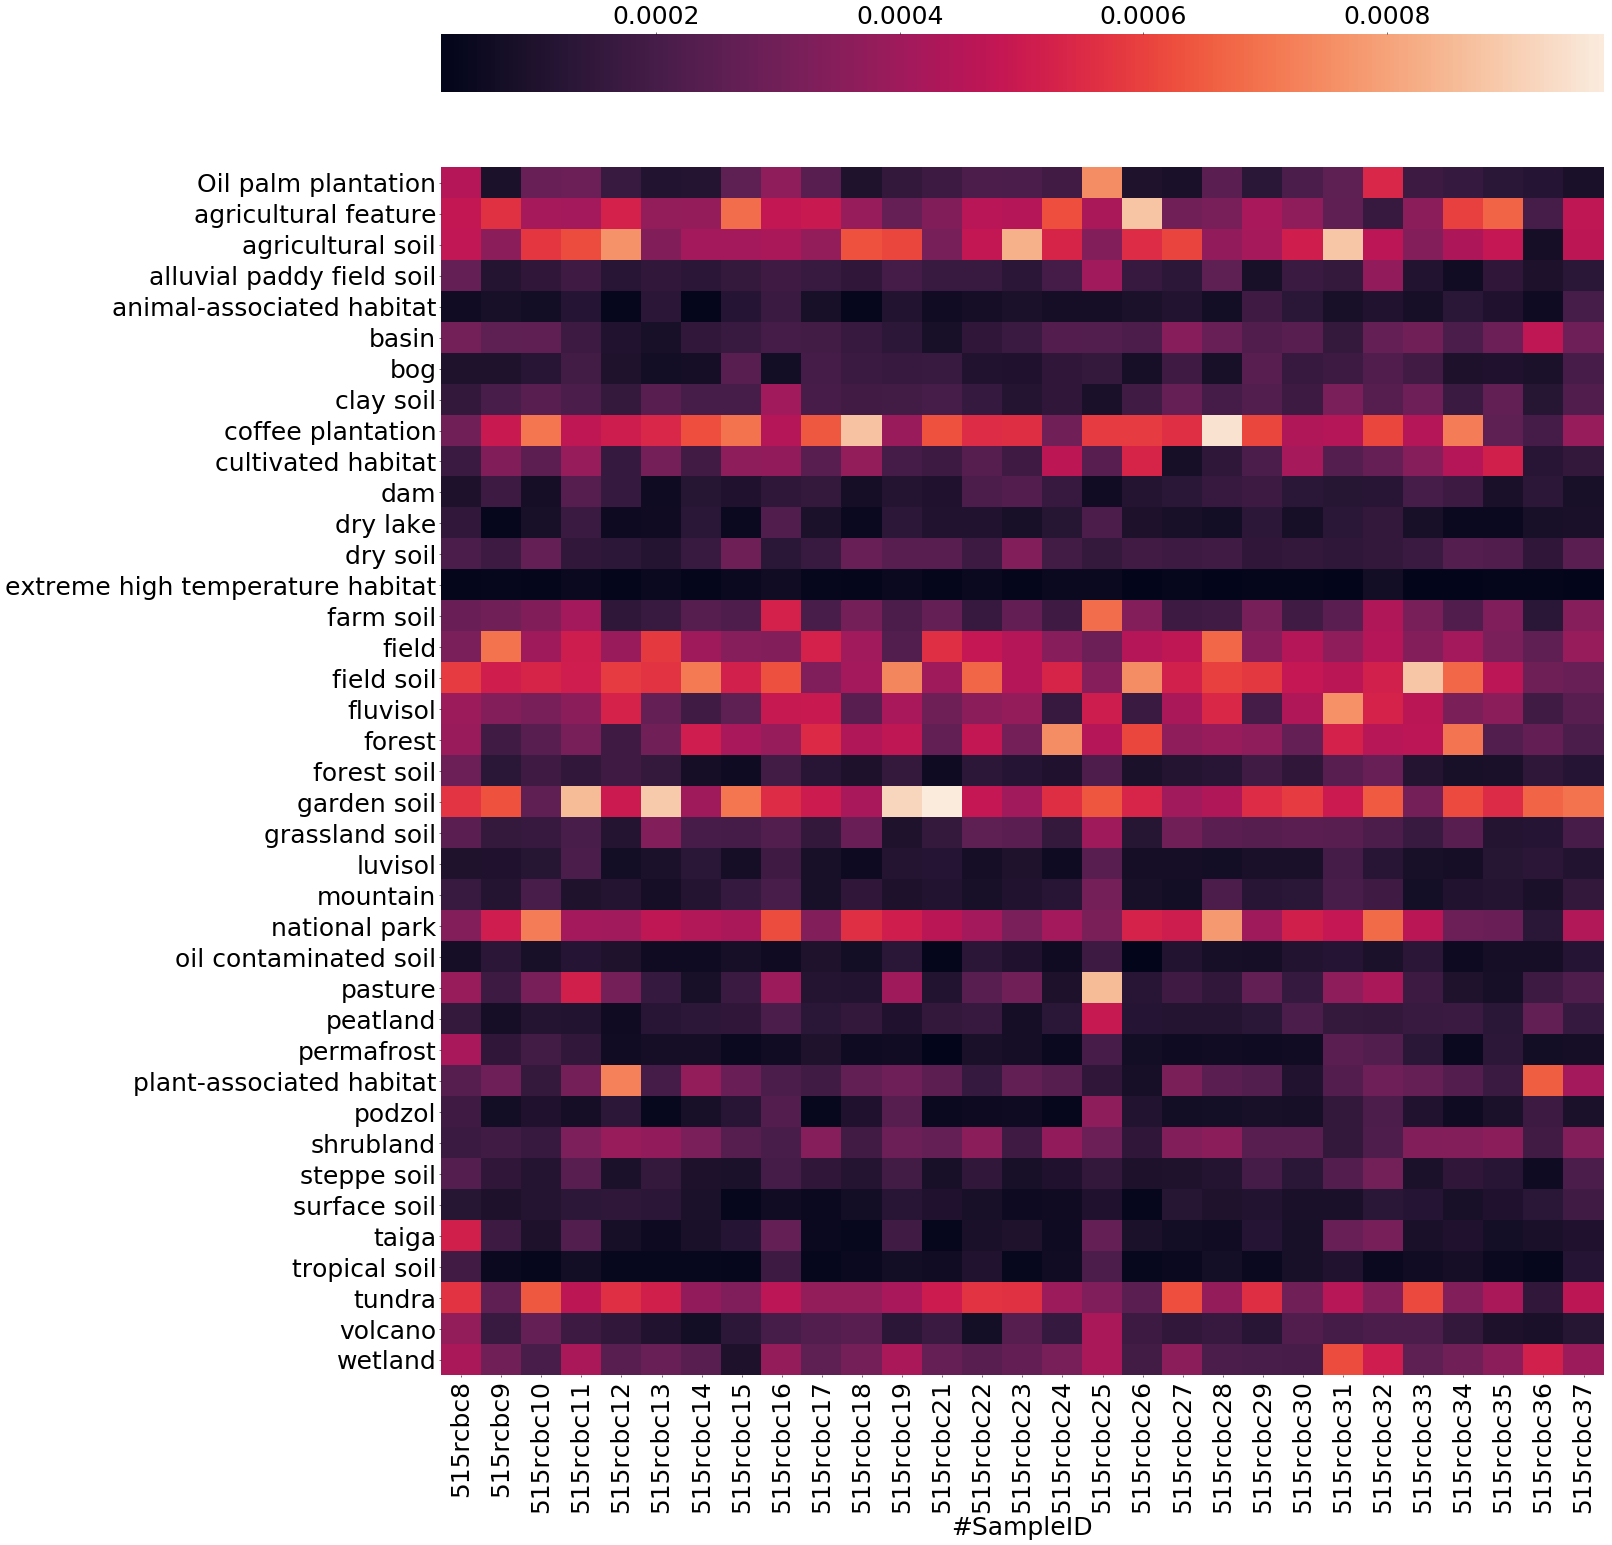 0.0002 0.0004 0.0006 0.0008
Oil palm plantation
agricultural feature
agricultural soil
alluvial paddy field soil
animal-associated habitat
basin
bog
clay soil
coffee plantation
cultivated habitat
dam
dry lake
dry soil
extreme high temperature habitat
farm soil
field
field soil
fluvisol
forest
forest soil
garden soil
grassland soil
luvisol
mountain
national park
oil contaminated soil
pasture
peatland
permafrost
plant-associated habitat
podzol
shrubland
steppe soil
surface soil
taiga
tropical soil
tundra
volcano
wetland
515rcbc8
515rcbc9
515rcbc10
515rcbc11
515rcbc12
515rcbc13
515rcbc14
515rcbc15
515rcbc16
515rcbc17
515rcbc18
515rcbc19
515rcbc21
515rcbc22
515rcbc23
515rcbc24
515rcbc25
515rcbc26
515rcbc27
515rcbc28
515rcbc29
515rcbc30
515rcbc31
515rcbc32
515rcbc33
515rcbc34
515rcbc35
515rcbc36
515rcbc37
#SampleID